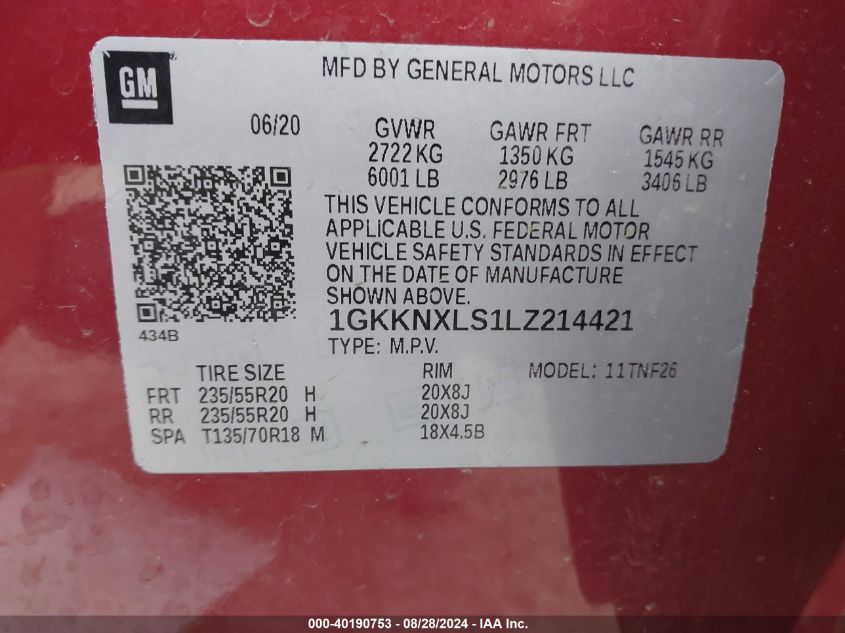 GM
MFD BY GENERAL MOTORS LLC
06/20 GVWR GAWR FRT GAWR RR
2722 KG 1350 KG 1545 KG
6001 LB 2976 LB 3406 LB
THIS VEHICLE CONFORMS TO ALL
APPLICABLE U.S. FEDERAL MOTOR
VEHICLE SAFETY STANDARDS IN EFFECT
ON THE DATE OF MANUFACTURE
SHOWN ABOVE.
434B
1GKKNXLS1LZ214421
TYPE: M.P.V.
TIRE SIZE RIM MODEL: 11TNF26
FRT 235/55R20 H 20X8J
RR 235/55R20 H 20X8J
SPA T135/70R18 M 18X4.5B
000-40190753 - 08/28/2024 - IAA Inc.